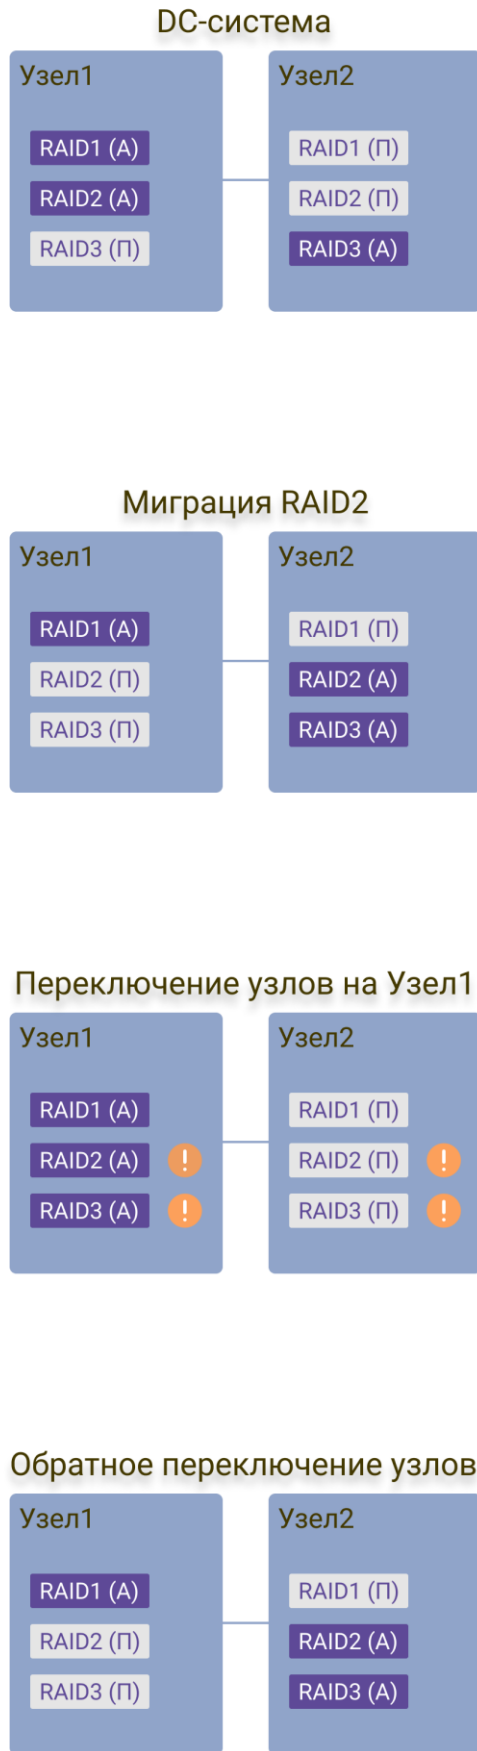 DC-система
Узел1
RAID1 (А)
RAID2 (А)
RAID3 (П)
Узел2
RAID1 (П)
RAID2 (П)
RAID3 (А)
Миграция RAID2
Узел1
RAID1 (А)
RAID2 (П)
RAID3 (П)
Узел2
RAID1 (П)
RAID2 (А)
RAID3 (А)
Переключение узлов на Узел1
Узел1
RAID1 (А)
RAID2 (А) !
RAID3 (А) !
Узел2
RAID1 (П)
RAID2 (П) !
RAID3 (П) !
Обратное переключение узлов
Узел1
RAID1 (А)
RAID2 (П)
RAID3 (П)
Узел2
RAID1 (П)
RAID2 (А)
RAID3 (А)